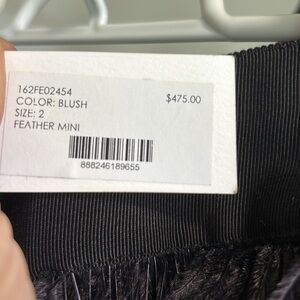 162FE02454
COLOR: BLUSH $475.00
SIZE: 2
FEATHER MINI
888246189655